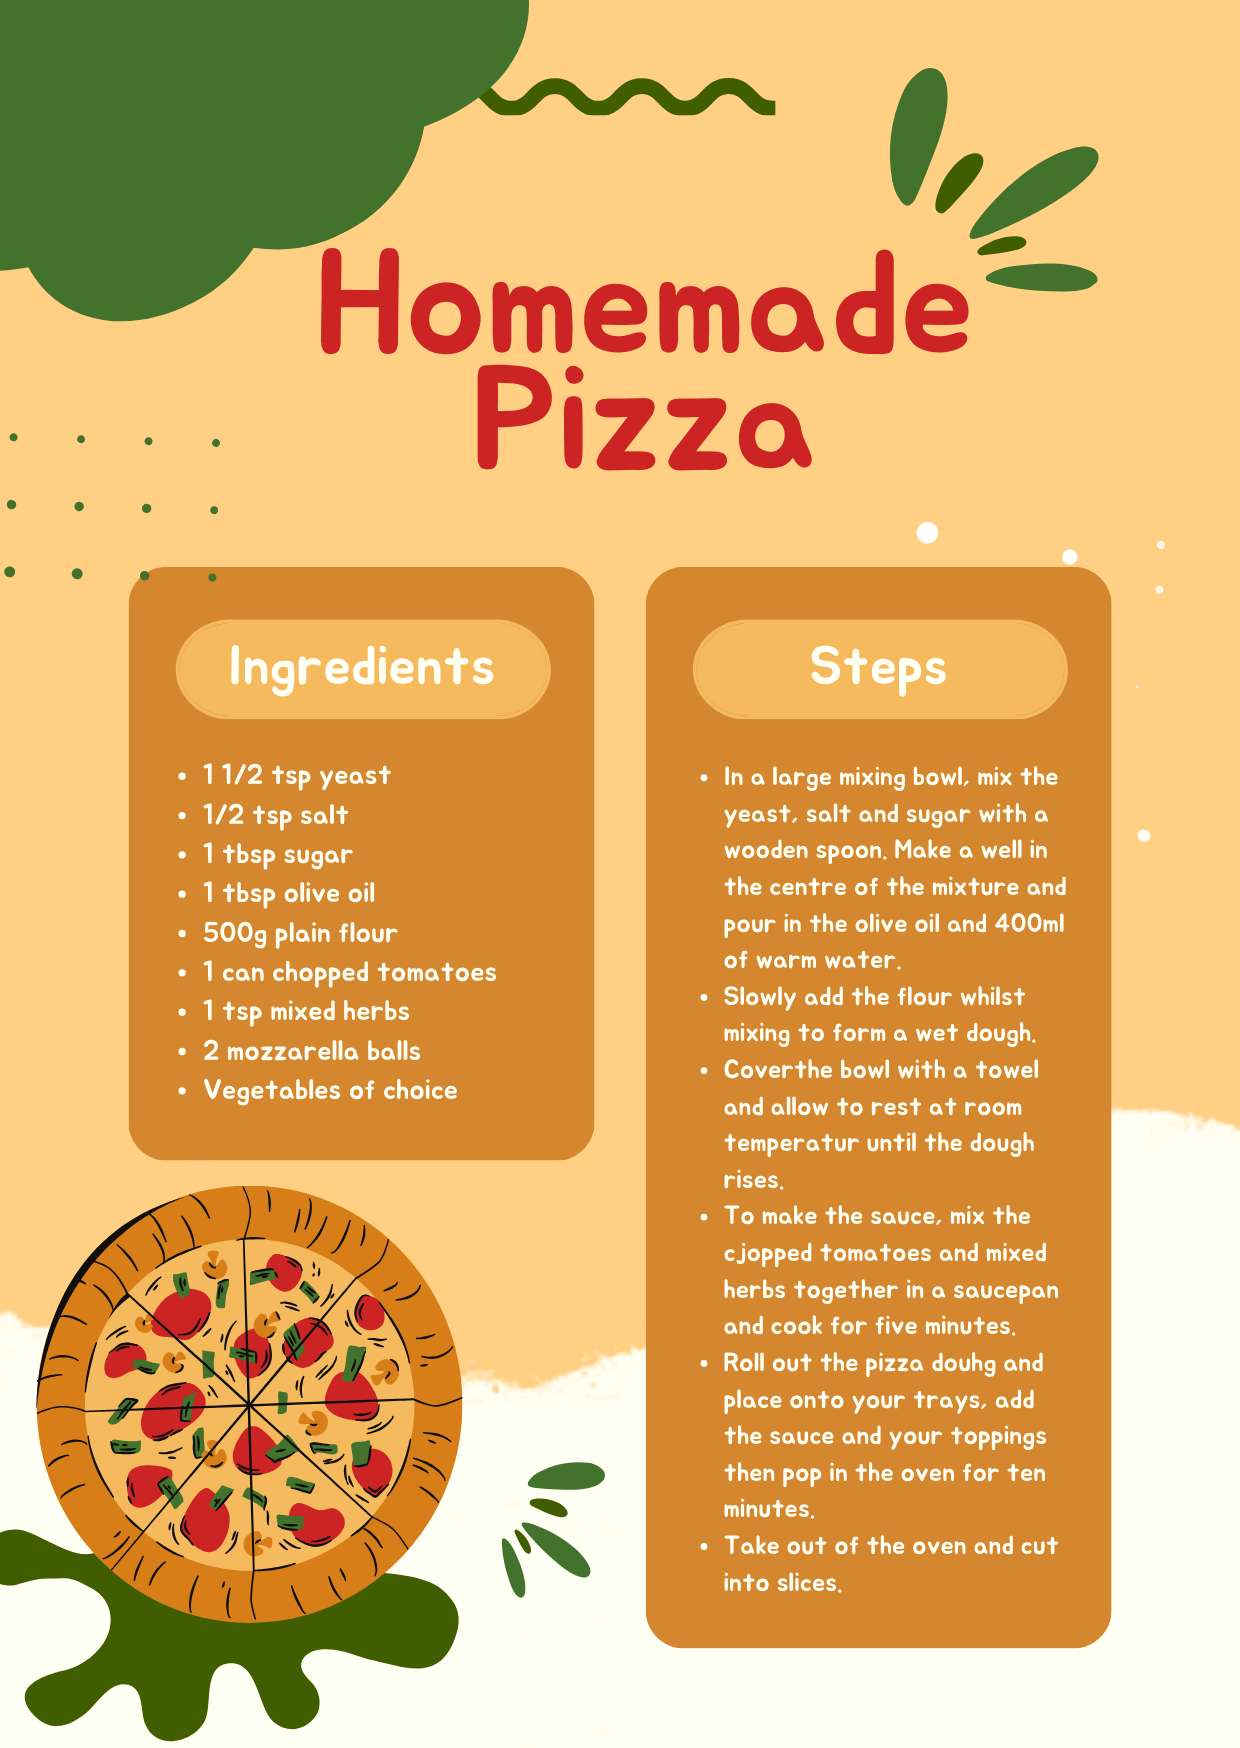 Homemade
Pizza
Ingredients
• 1 1/2 tsp yeast
• 1/2 tsp salt
• 1 tbsp sugar
• 1 tbsp olive oil
• 500g plain flour
• 1 can chopped tomatoes
• 1 tsp mixed herbs
• 2 mozzarella balls
• Vegetables of choice
Steps
• In a large mixing bowl, mix the
yeast, salt and sugar with a
wooden spoon. Make a well in
the centre of the mixture and
pour in the olive oil and 400ml
of warm water.
• Slowly add the flour whilst
mixing to form a wet dough.
• Coverthe bowl with a towel
and allow to rest at room
temperatur until the dough
rises.
• To make the sauce, mix the
cjopped tomatoes and mixed
herbs together in a saucepan
and cook for five minutes.
• Roll out the pizza douhg and
place onto your trays, add
the sauce and your toppings
then pop in the oven for ten
minutes.
• Take out of the oven and cut
into slices.